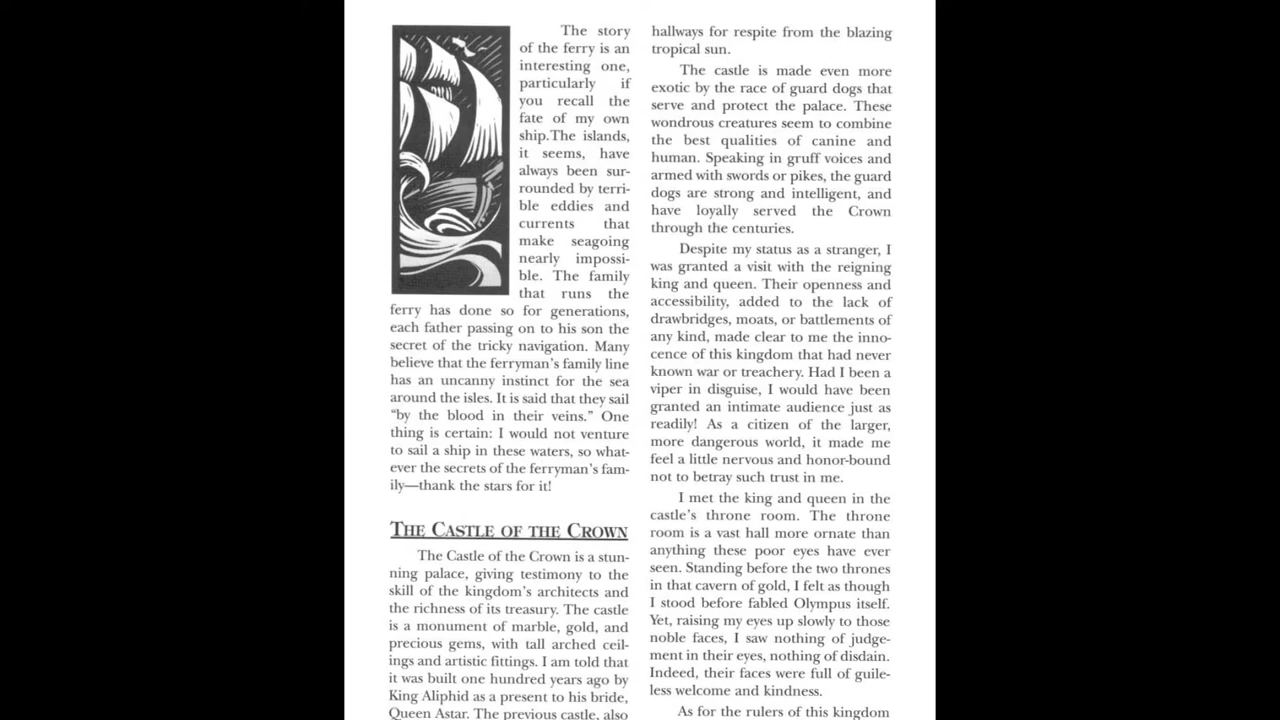 The story
of the ferry is an
interesting one,
particularly if
you recall the
fate of my own
ship.The islands,
it seems, have
always been sur-
rounded by terri-
ble eddies and
currents that
make seagoing
nearly impossi-
ble. The family
that runs the
ferry has done so for generations,
each father passing on to his son the
secret of the tricky navigation. Many
believe that the ferryman's family line
has an uncanny instinct for the sea
around the isles. It is said that they sail
“by the blood in their veins.” One
thing is certain: I would not venture
to sail a ship in these waters, so what-
ever the secrets of the ferryman's fam-
ily—thank the stars for it!
THE CASTLE OF THE CROWN
The Castle of the Crown is a stun-
ning palace, giving testimony to the
skill of the kingdom's architects and
the richness of its treasury. The castle
is a monument of marble, gold, and
precious gems, with tall arched ceil-
ings and artistic fittings. I am told that
it was built one hundred years ago by
King Aliphid as a present to his bride,
Queen Astar. The previous castle, also
hallways for respite from the blazing
tropical sun.
The castle is made even more
exotic by the race of guard dogs that
serve and protect the palace. These
wondrous creatures seem to combine
the best qualities of canine and
human. Speaking in gruff voices and
armed with swords or pikes, the guard
dogs are strong and intelligent, and
have loyally served the Crown
through the centuries.
Despite my status as a stranger, I
was granted a visit with the reigning
king and queen. Their openness and
accessibility, added to the lack of
drawbridges, moats, or battlements of
any kind, made clear to me the inno-
cence of this kingdom that had never
known war or treachery. Had I been a
viper in disguise, I would have been
granted an intimate audience just as
readily! As a citizen of the larger,
more dangerous world, it made me
feel a little nervous and honor-bound
not to betray such trust in me.
I met the king and queen in the
castle's throne room. The throne
room is a vast hall more ornate than
anything these poor eyes have ever
seen. Standing before the two thrones
in that cavern of gold, I felt as though
I stood before fabled Olympus itself.
Yet, raising my eyes up slowly to those
noble faces, I saw nothing of judge-
ment in their eyes, nothing of disdain.
Indeed, their faces were full of guile-
less welcome and kindness.
As for the rulers of this kingdom